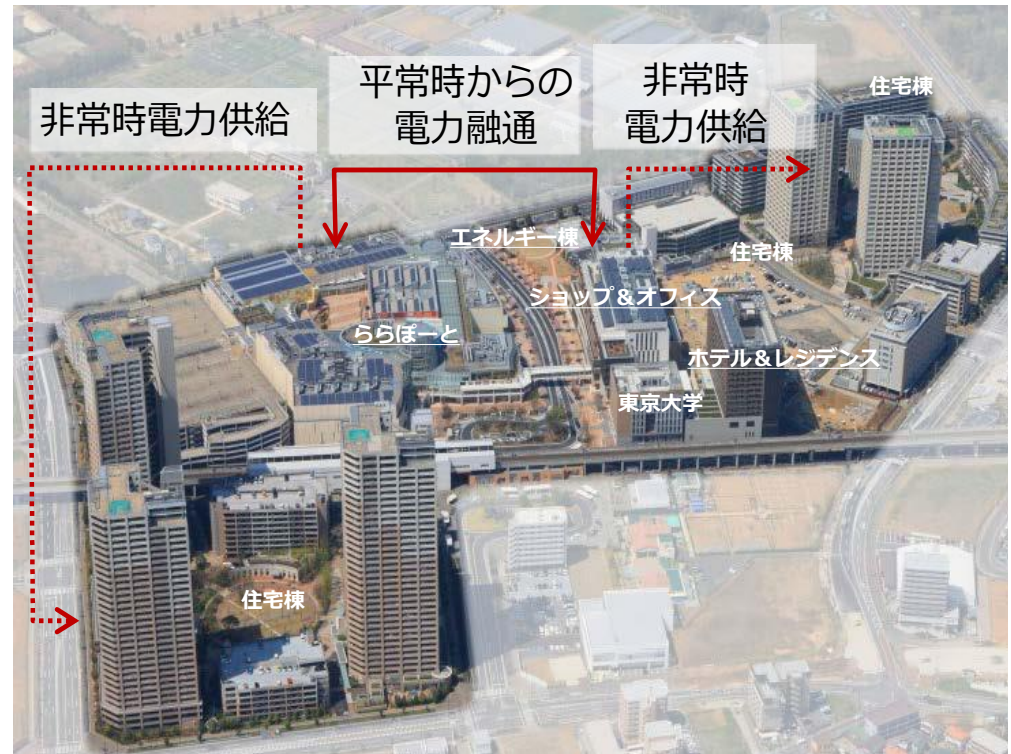 非常時電力供給
平常時からの
電力融通
非常時
電力供給
住宅棟
エネルギー棟
住宅棟
ショップ＆オフィス
ららぽーと
ホテル＆レジデンス
東京大学
住宅棟